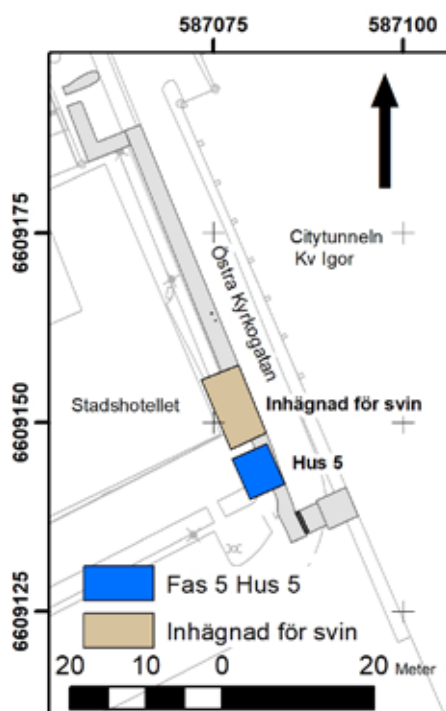 587075 587100
6609175
6609150
6609125
Citytunneln
Kv Igor
Östra Kyrkogatan
Stadshotellet
Inhägnad för svin
Hus 5
Fas 5 Hus 5
Inhägnad för svin
20 10 0 20 Meter